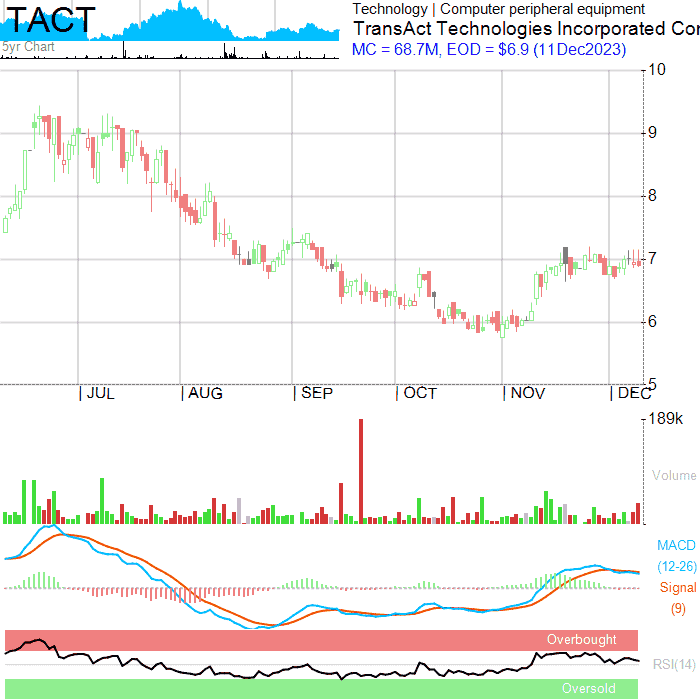 TACT
5yr Chart
Technology | Computer peripheral equipment
TransAct Technologies Incorporated Cor
MC = 68.7M, EOD = $6.9 (11Dec2023)
10
9
8
7
6
5
| JUL
| AUG
| SEP
| OCT
| NOV
| DEC
189k
Volume
MACD
(12-26)
Signal
(9)
Overbought
RSI(14)
Oversold